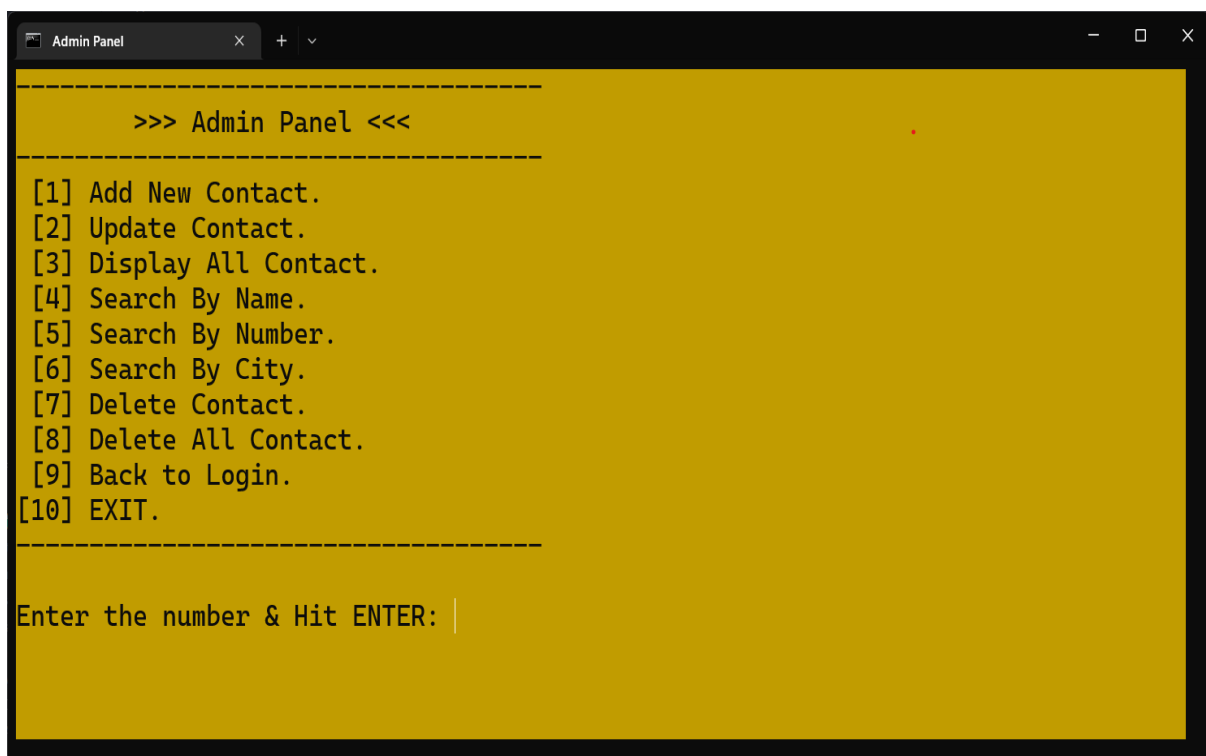 Admin Panel
------------------------------------
>>> Admin Panel <<<
------------------------------------
[1] Add New Contact.
[2] Update Contact.
[3] Display All Contact.
[4] Search By Name.
[5] Search By Number.
[6] Search By City.
[7] Delete Contact.
[8] Delete All Contact.
[9] Back to Login.
[10] EXIT.
------------------------------------
Enter the number & Hit ENTER: